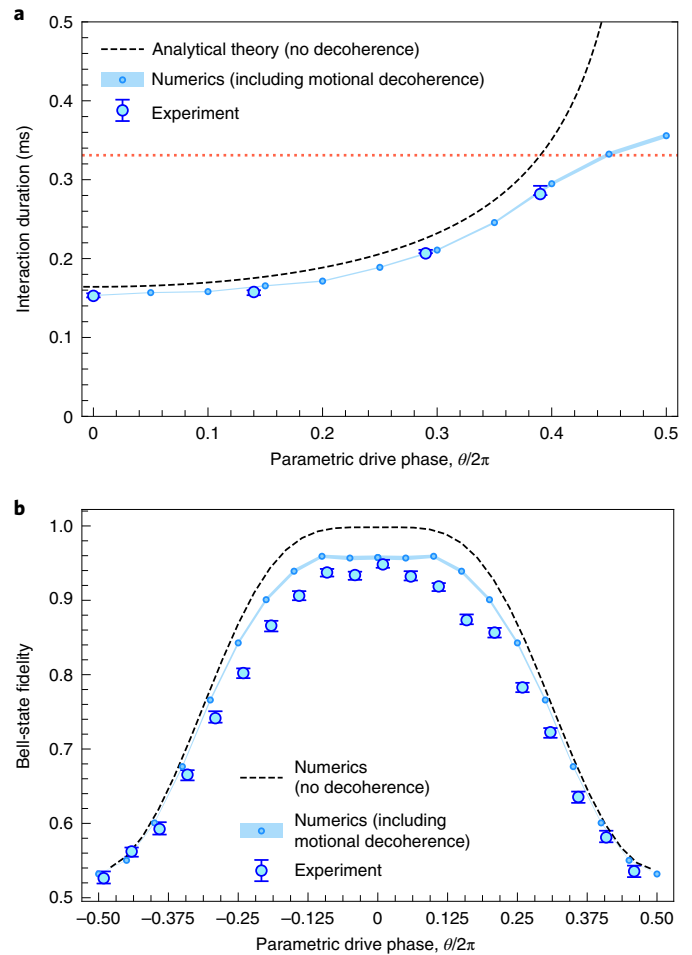 a
Analytical theory (no decoherence)
Numerics (including motional decoherence)
Experiment
Interaction duration (ms)
0.5
0.4
0.3
0.2
0.1
0
0 0.1 0.2 0.3 0.4 0.5
Parametric drive phase, θ/2π
b
Bell-state fidelity
1.0
0.9
0.8
0.7
0.6
0.5
Numerics
(no decoherence)
Numerics (including
motional decoherence)
Experiment
–0.50 –0.375 –0.25 –0.125 0 0.125 0.25 0.375 0.50
Parametric drive phase, θ/2π